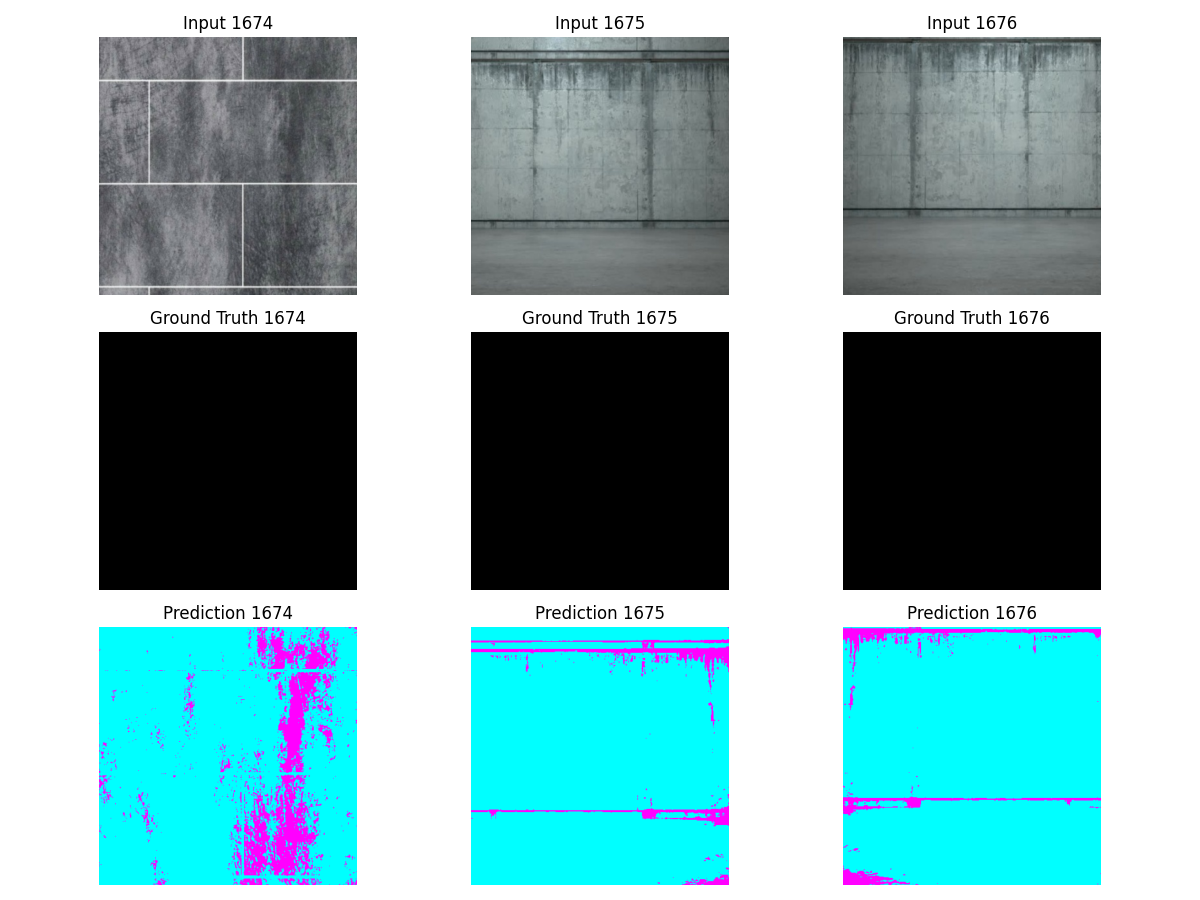 Input 1674
Input 1675
Input 1676
Ground Truth 1674
Ground Truth 1675
Ground Truth 1676
Prediction 1674
Prediction 1675
Prediction 1676